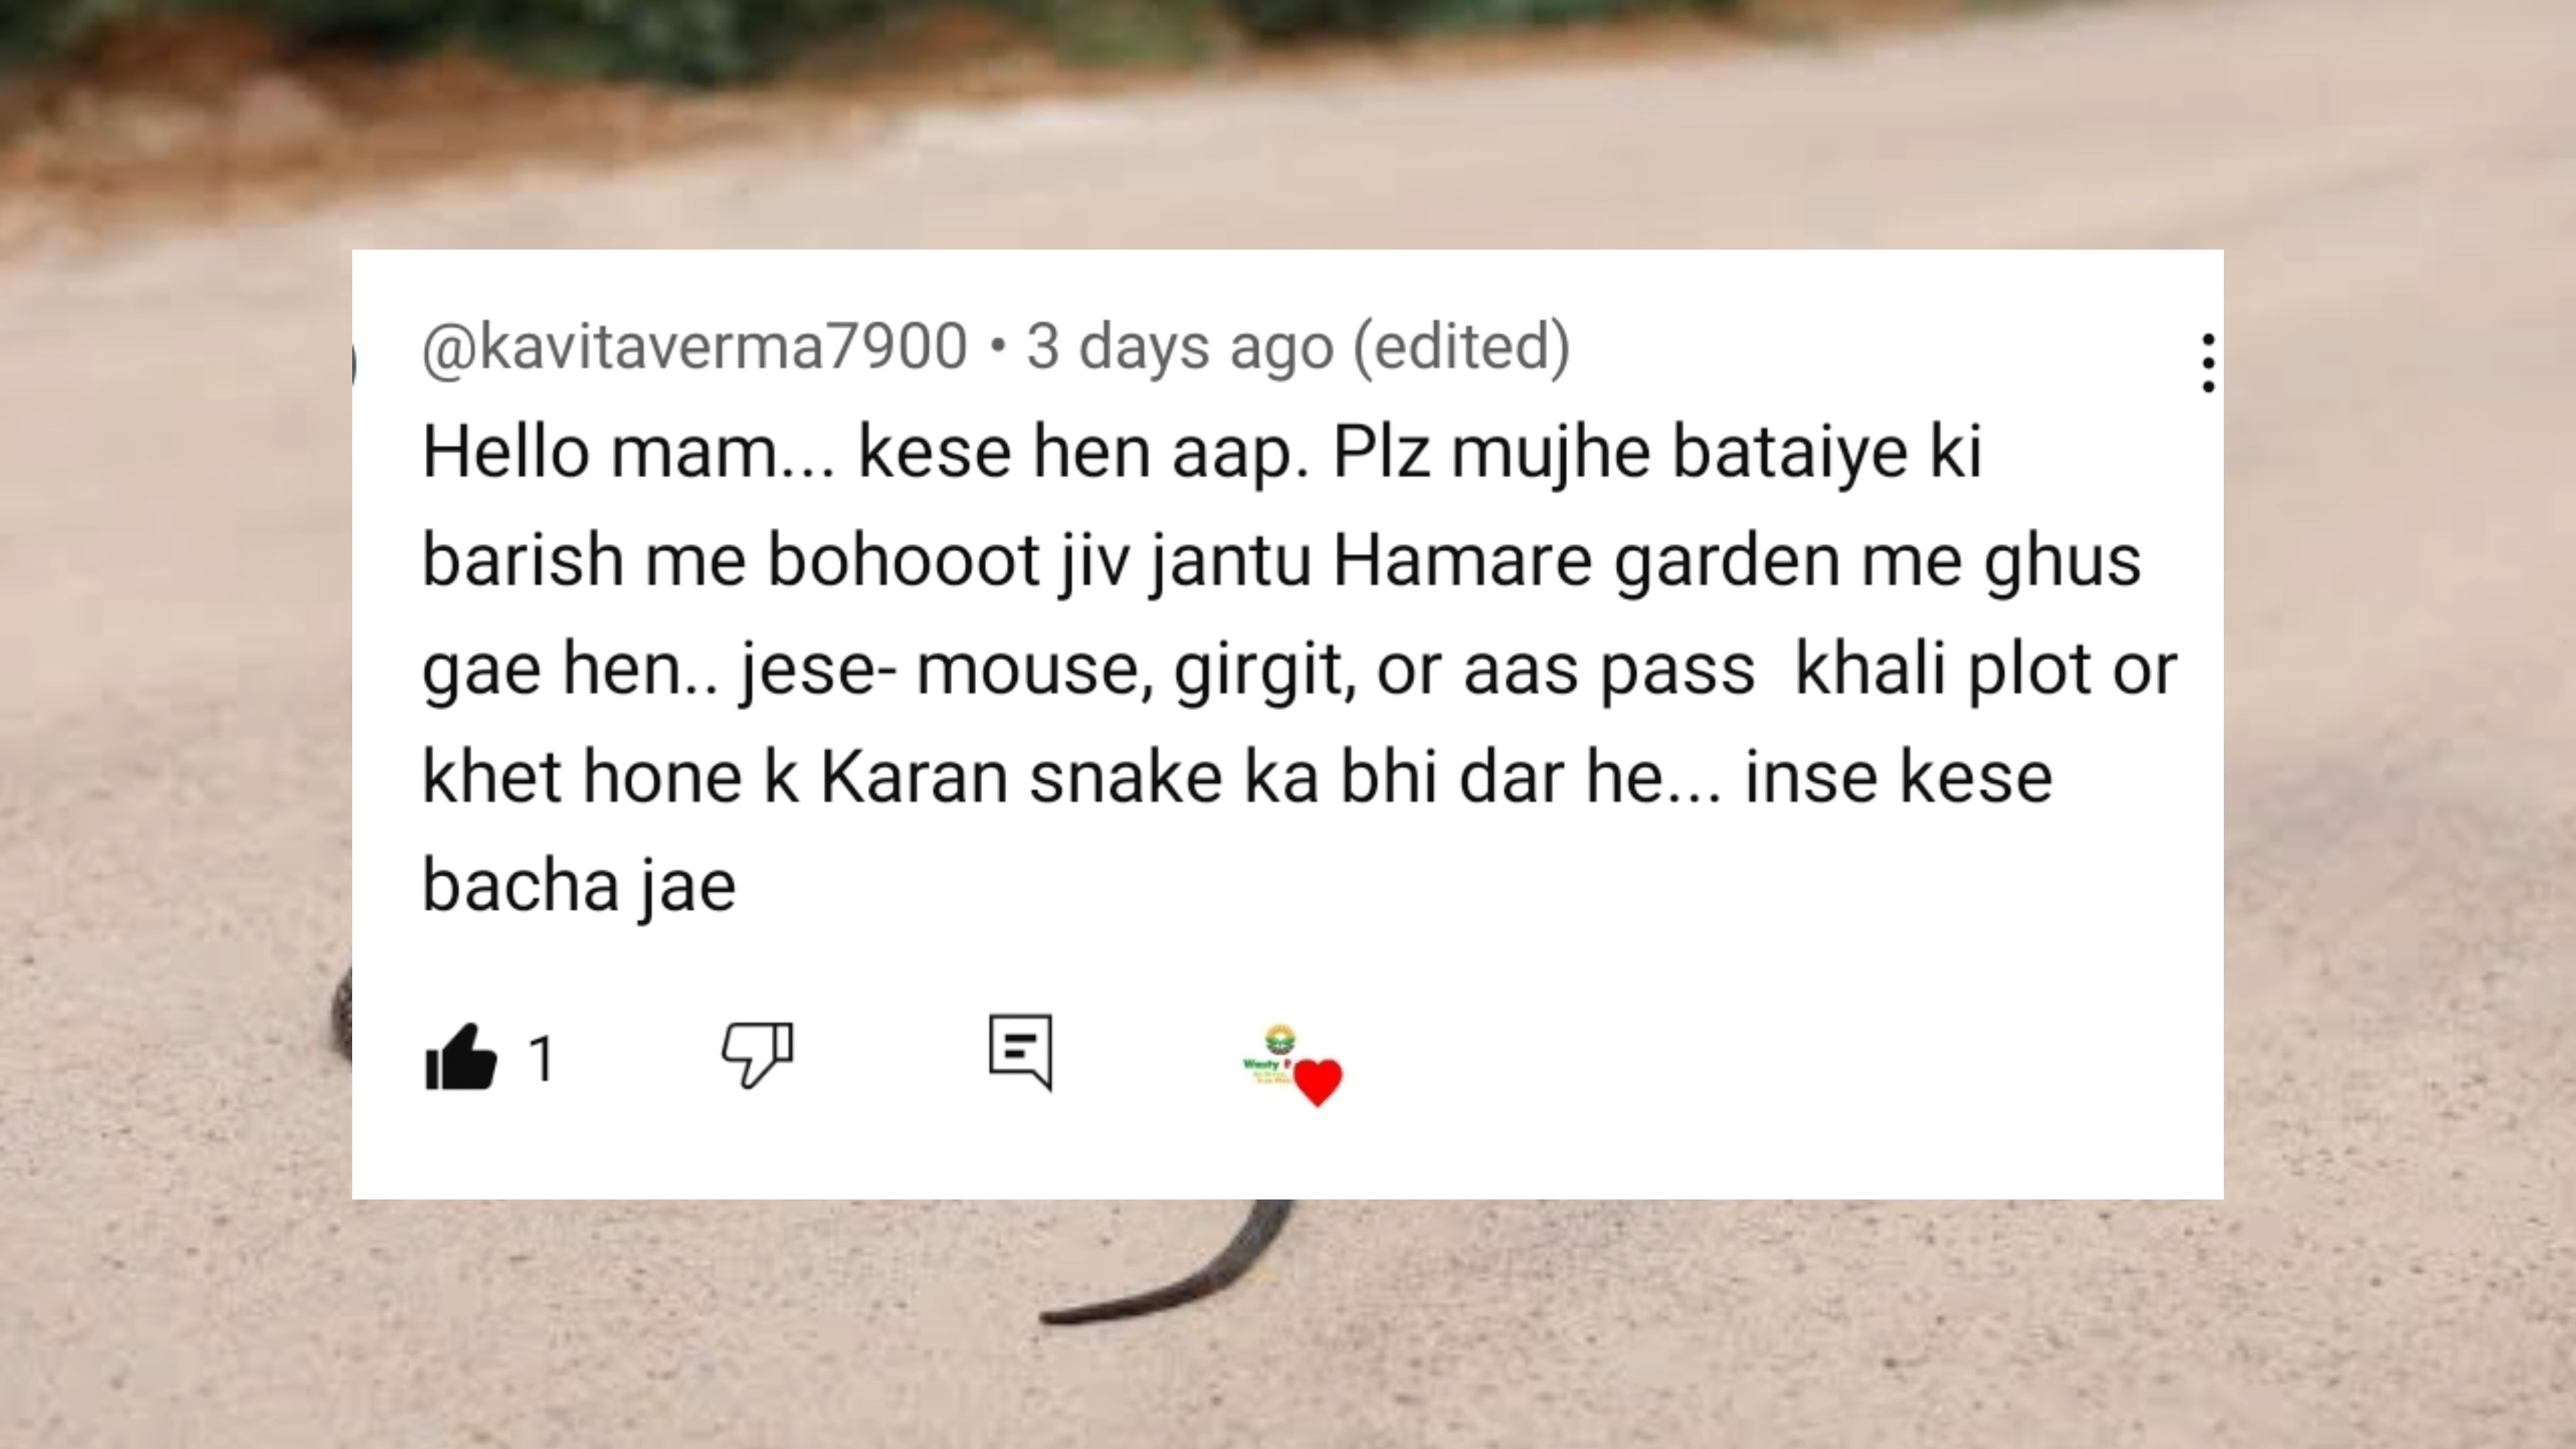 @kavitaverma7900 • 3 days ago (edited)
Hello mam... kese hen aap. Plz mujhe bataiye ki
barish me bohooot jiv jantu Hamare garden me ghus
gae hen.. jese- mouse, girgit, or aas pass  khali plot or
khet hone k Karan snake ka bhi dar he... inse kese
bacha jae
1